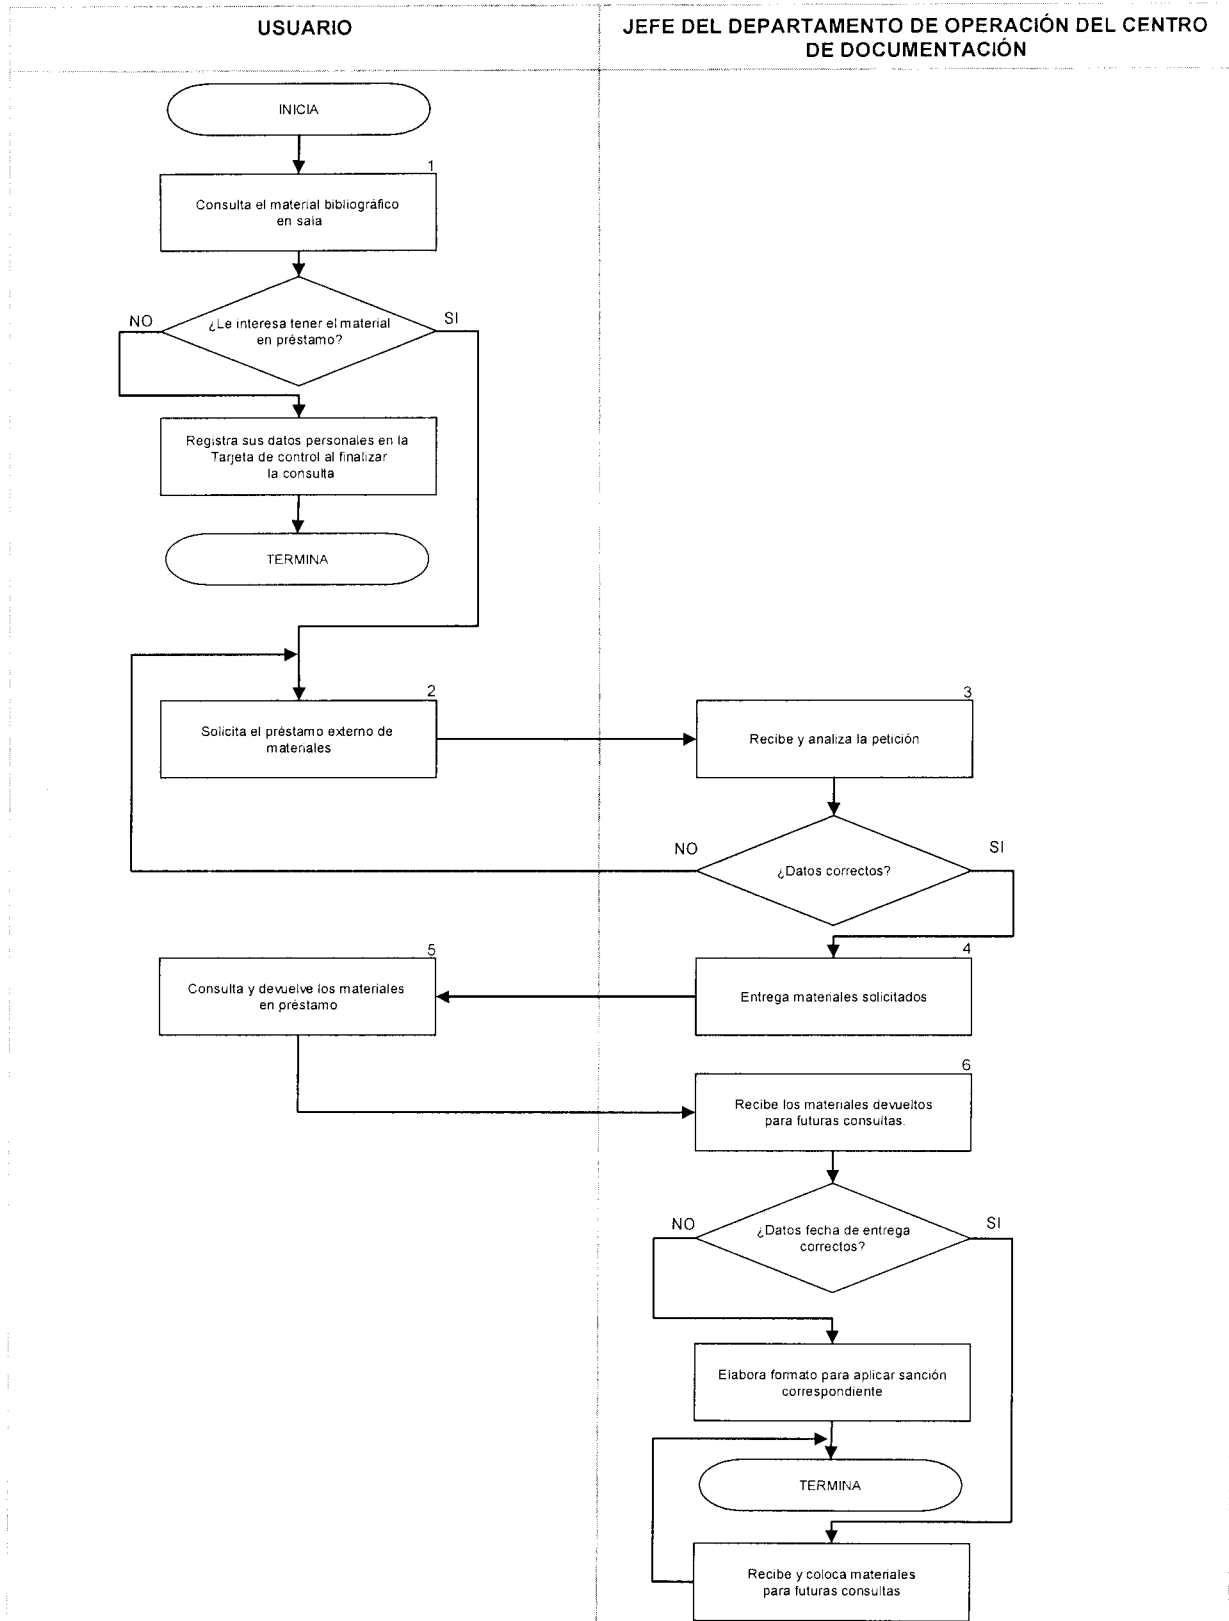 USUARIO
JEFE DEL DEPARTAMENTO DE OPERACIÓN DEL CENTRO
DE DOCUMENTACIÓN
INICIA
1
Consulta el material bibliográfico
en sala
NO
¿Le interesa tener el material
en préstamo?
SI
Registra sus datos personales en la
Tarjeta de control al finalizar
la consulta
TERMINA
2
Solicita el préstamo externo de
materiales
3
Recibe y analiza la petición
NO
¿Datos correctos?
SI
4
Entrega materiales solicitados
5
Consulta y devuelve los materiales
en préstamo
6
Recibe los materiales devueltos
para futuras consultas.
NO
¿Datos fecha de entrega
correctos?
SI
Elabora formato para aplicar sanción
correspondiente
TERMINA
Recibe y coloca materiales
para futuras consultas